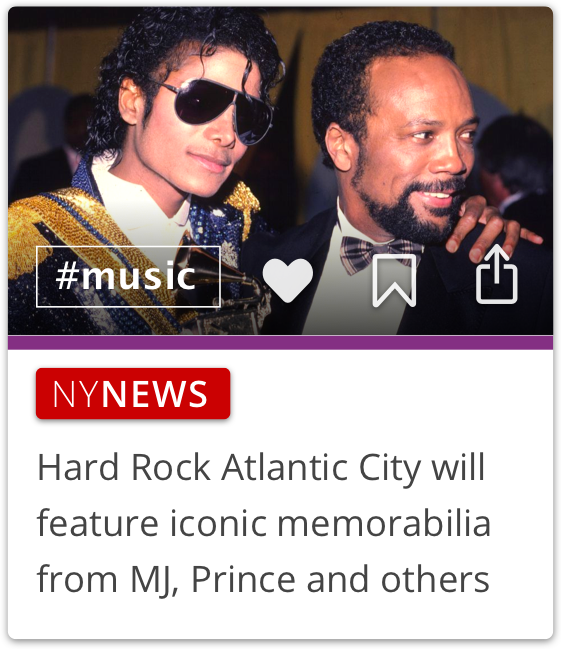 #music
NYNEWS
Hard Rock Atlantic City will
feature iconic memorabilia
from MJ, Prince and others